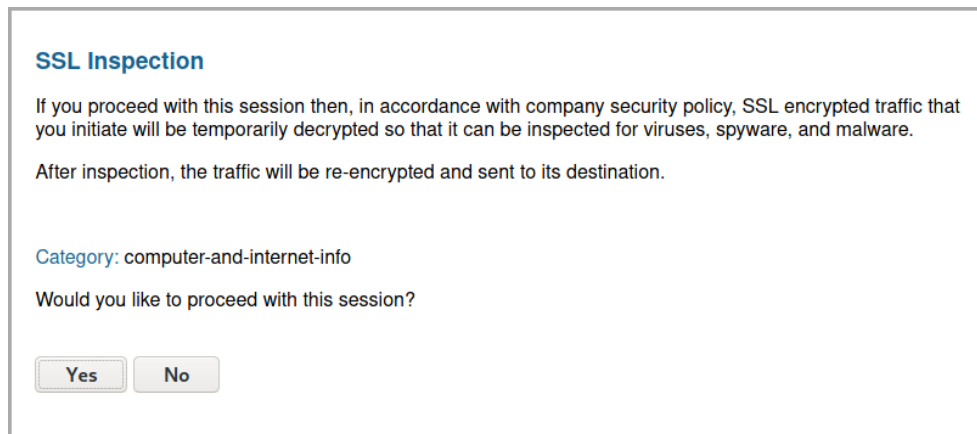 SSL Inspection
If you proceed with this session then, in accordance with company security policy, SSL encrypted traffic that
you initiate will be temporarily decrypted so that it can be inspected for viruses, spyware, and malware.
After inspection, the traffic will be re-encrypted and sent to its destination.
Category: computer-and-internet-info
Would you like to proceed with this session?
Yes No